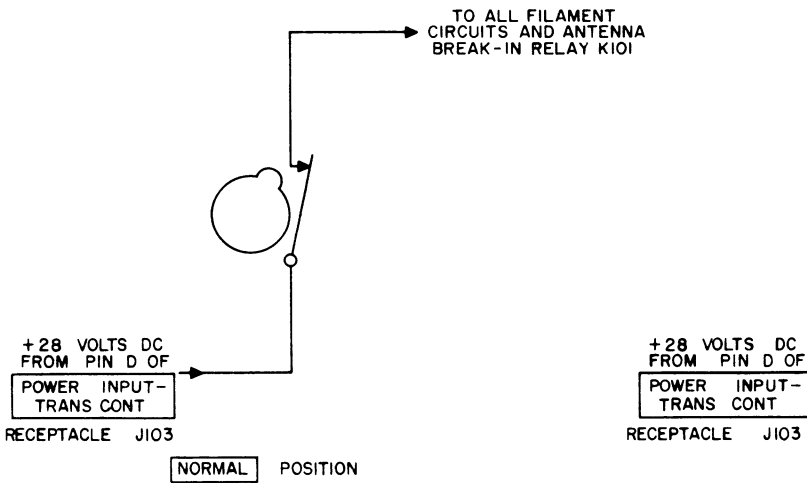 TO ALL FILAMENT
CIRCUITS AND ANTENNA
BREAK-IN RELAY K101
+28 VOLTS DC
FROM PIN D OF
POWER INPUT-
TRANS CONT
RECEPTACLE J103
NORMAL POSITION
+28 VOLTS DC
FROM PIN D OF
POWER INPUT-
TRANS CONT
RECEPTACLE J103